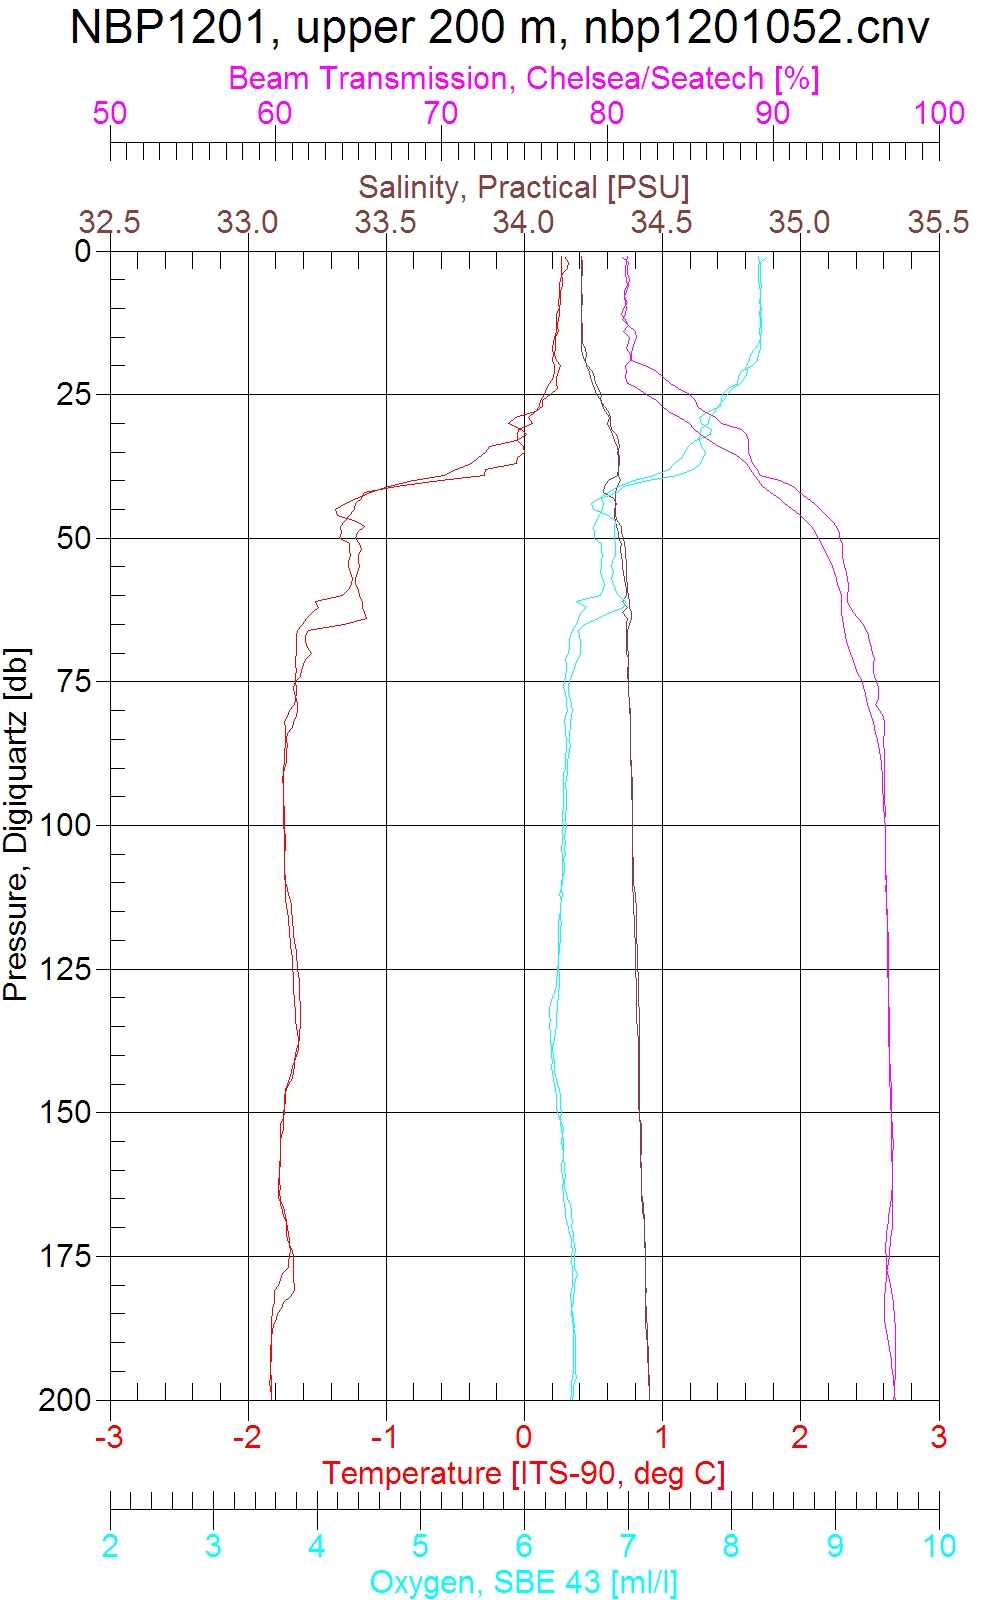 NBP1201, upper 200 m, nbp1201052.cnv
Beam Transmission, Chelsea/Seatech [%]
50 60 70 80 90 100
Salinity, Practical [PSU]
32.5 33.0 33.5 34.0 34.5 35.0 35.5
0
25
50
75
100
125
150
175
200
Pressure, Digiquartz [db]
-3 -2 -1 0 1 2 3
Temperature [ITS-90, deg C]
2 3 4 5 6 7 8 9 10
Oxygen, SBE 43 [ml/l]